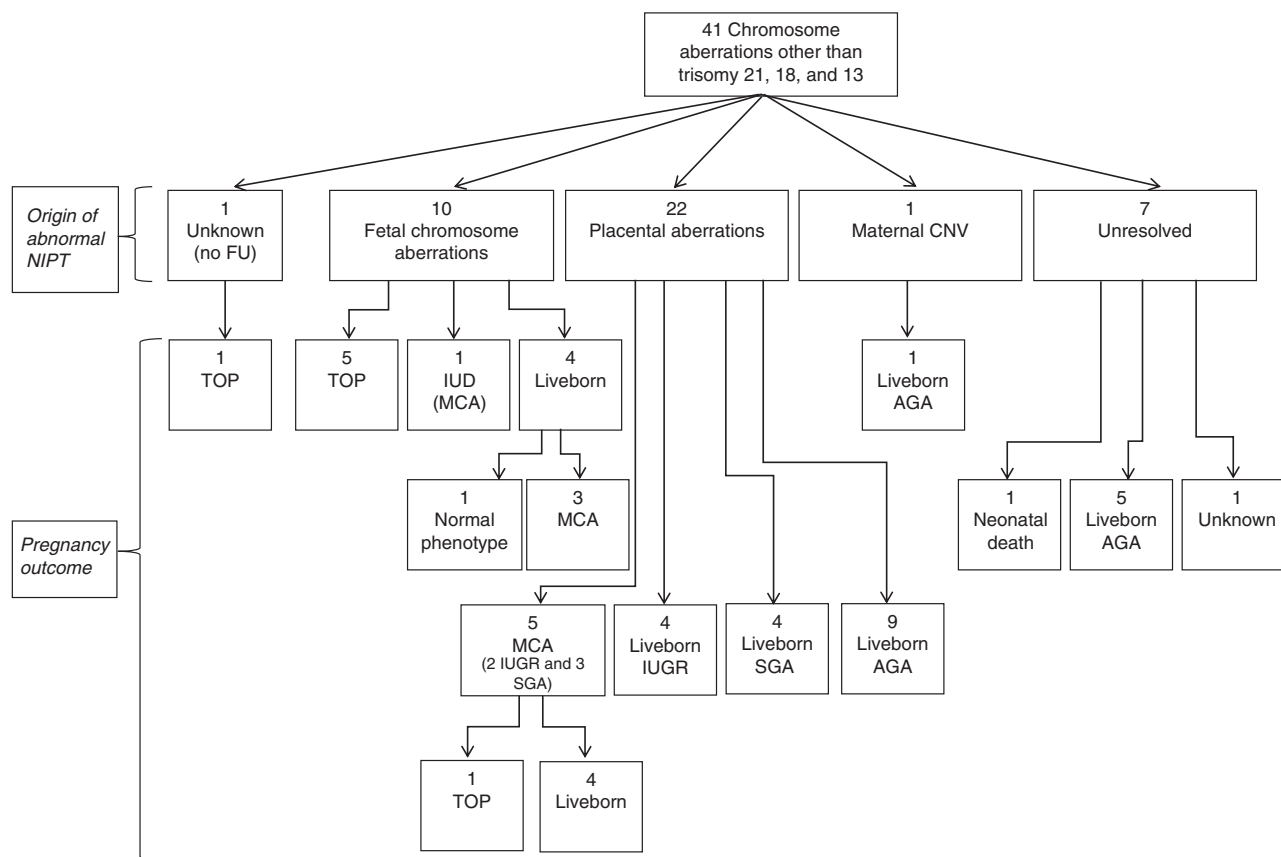 41 Chromosome
aberrations other than
trisomy 21, 18, and 13
Origin of
abnormal
NIPT
1
Unknown
(no FU)
10
Fetal chromosome
aberrations
22
Placental aberrations
1
Maternal CNV
7
Unresolved
Pregnancy
outcome
1
TOP
5
TOP
1
IUD
(MCA)
4
Liveborn
1
Liveborn
AGA
1
Normal
phenotype
3
MCA
1
Neonatal
death
5
Liveborn
AGA
1
Unknown
5
MCA
(2 IUGR and 3
SGA)
4
Liveborn
IUGR
4
Liveborn
SGA
9
Liveborn
AGA
1
TOP
4
Liveborn